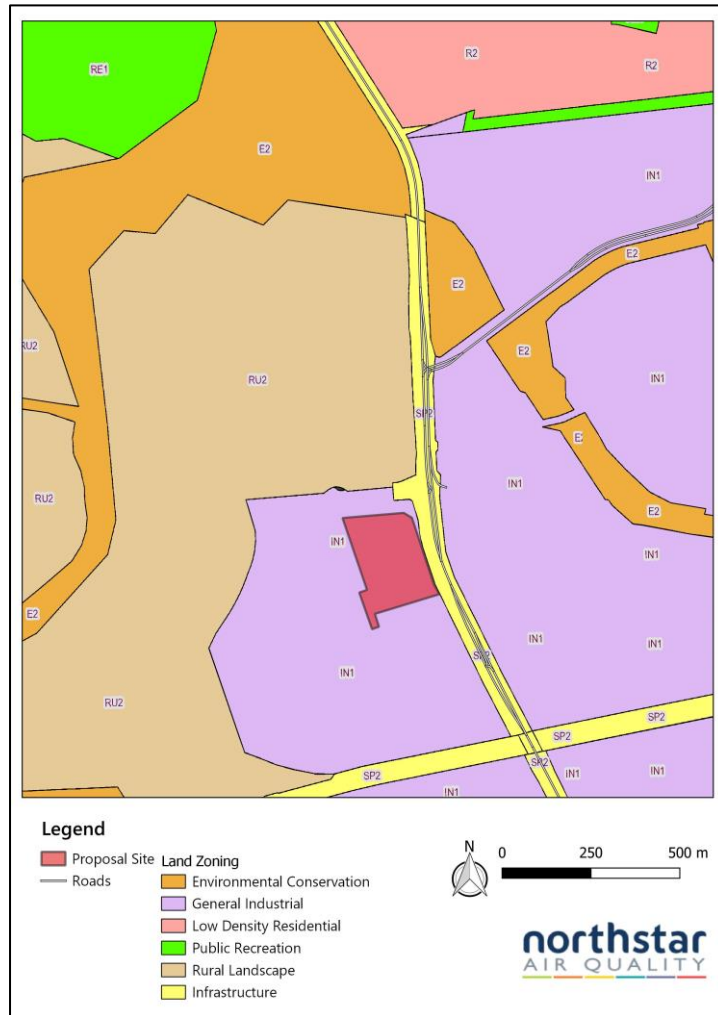 RE1
R2
R2
E2
IN1
E2
E2
RU2
E2
RU2
IN1
SP2
RU2
IN1
E2
E2
IN1
IN1
E2
IN1
IN1
SP2
IN1
RU2
SP2
SP2
SP2
SP2
IN1
IN1
IN1
Legend
Proposal Site
Roads
Land Zoning
Environmental Conservation
General Industrial
Low Density Residential
Public Recreation
Rural Landscape
Infrastructure
N
0 250 500 m
northstar
AIR QUALITY